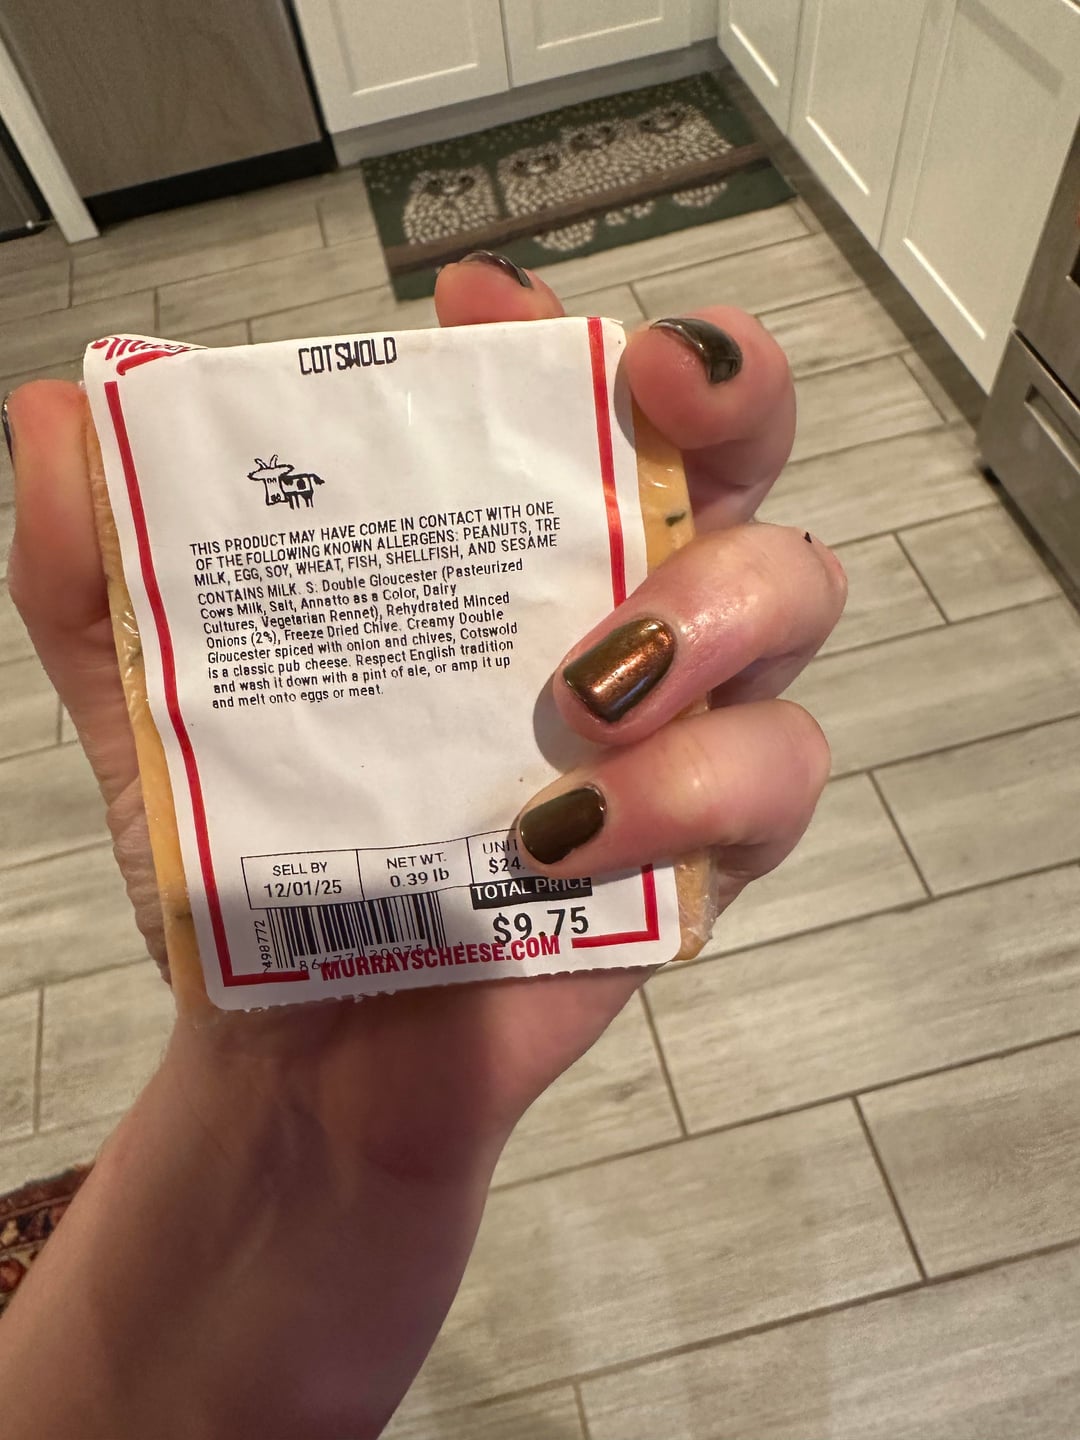 Murray's
COTSWOLD
THIS PRODUCT MAY HAVE COME IN CONTACT WITH ONE
OF THE FOLLOWING KNOWN ALLERGENS: PEANUTS, TRE
MILK, EGG, SOY, WHEAT, FISH, SHELLFISH, AND SESAME
CONTAINS MILK. S: Double Gloucester (Pasteurized
Cows Milk, Salt, Annatto as a Color, Dairy
Cultures, Vegetarian Rennet), Rehydrated Minced
Onions (2%), Freeze Dried Chive. Creamy Double
Gloucester spiced with onion and chives, Cotswold
is a classic pub cheese. Respect English tradition
and wash it down with a pint of ale, or amp it up
and melt onto eggs or meat.
SELL BY
12/01/25
NET WT.
0.39 lb
UNIT
$24.
TOTAL PRICE
$9.75
MURRAYSCHEESE.COM